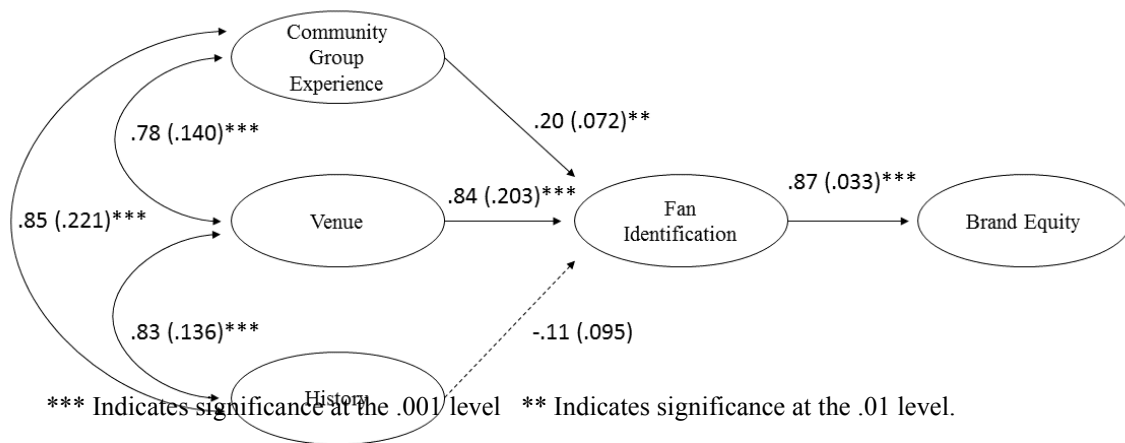 Community
Group
Experience
.20 (.072)**
.78 (.140)***
.84 (.203)***
.87 (.033)***
.85 (.221)***
Venue
Fan
Identification
Brand Equity
.83 (.136)***
-.11 (.095)
History
*** Indicates significance at the .001 level ** Indicates significance at the .01 level.